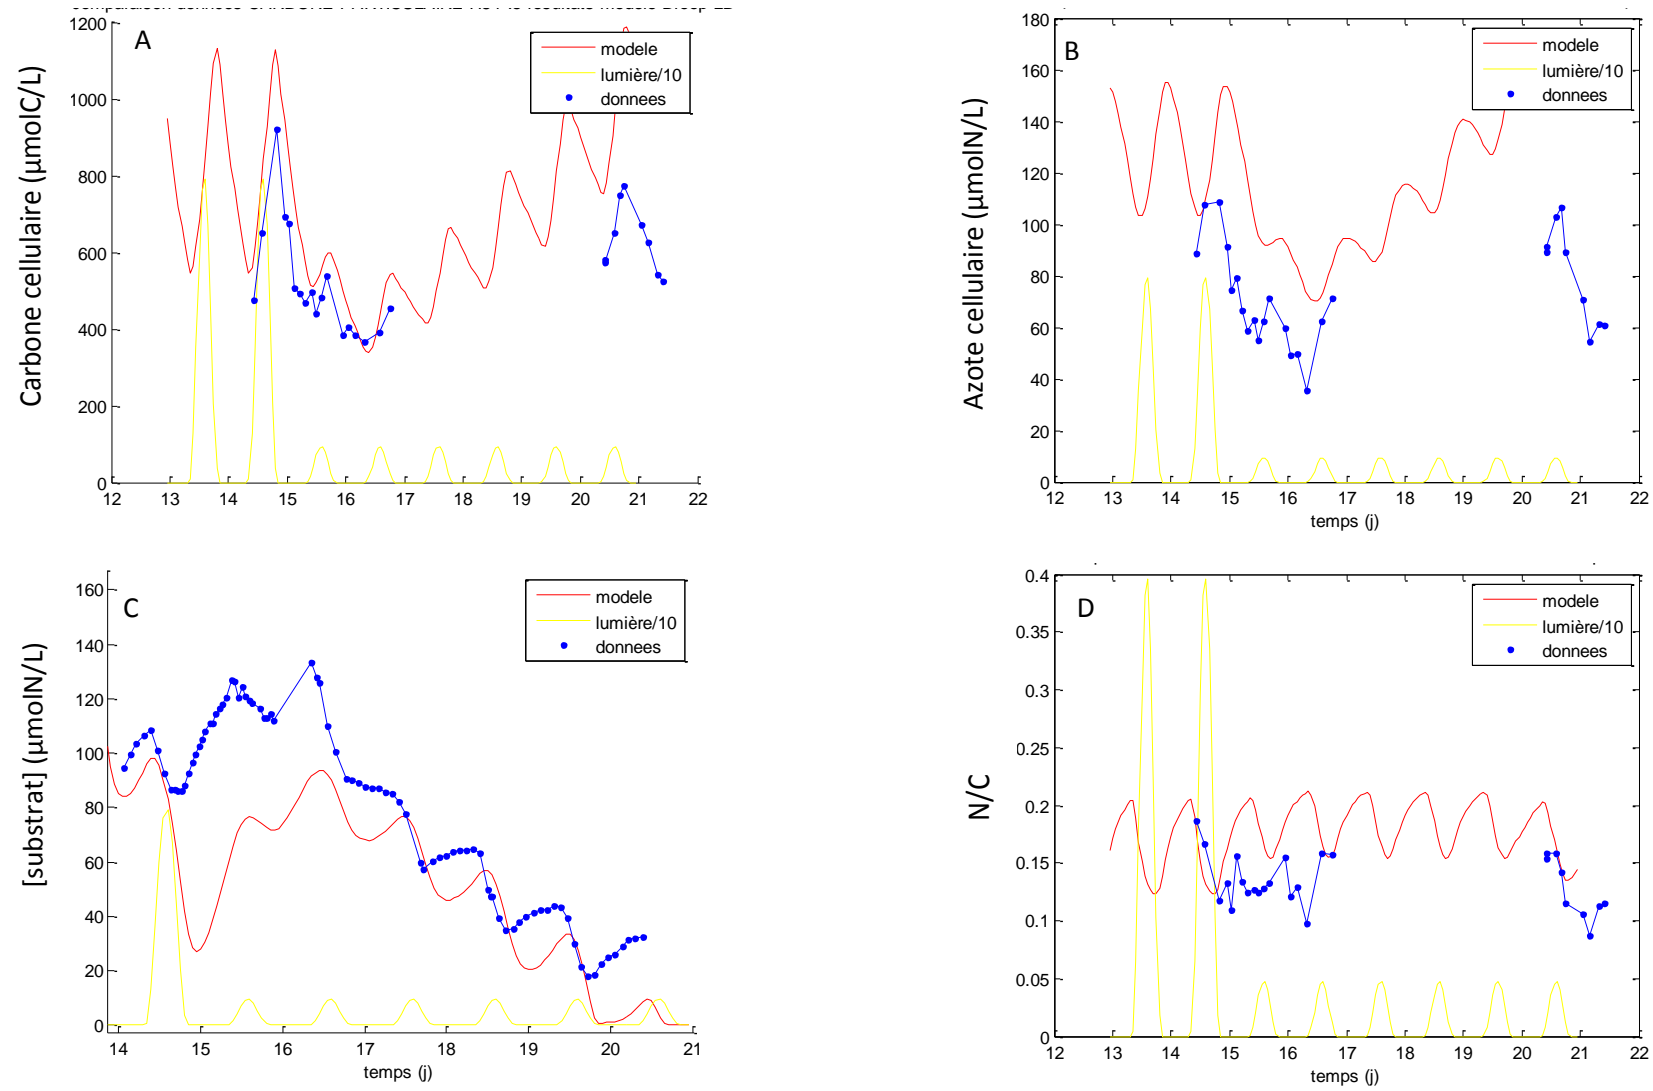 A
1200
1000
800
600
400
200
0
12 13 14 15 16 17 18 19 20 21 22
Carbone cellulaire (µmolC/L)
modele
lumière/10
donnees
B
180
160
140
120
100
80
60
40
20
0
12 13 14 15 16 17 18 19 20 21 22
temps (j)
Azote cellulaire (µmolN/L)
modele
lumière/10
donnees
C
160
140
120
100
80
60
40
20
0
14 15 16 17 18 19 20 21
temps (j)
[substrat] (µmolN/L)
modele
lumière/10
donnees
D
0.4
0.35
0.3
0.25
0.2
0.15
0.1
0.05
0
12 13 14 15 16 17 18 19 20 21 22
temps (j)
N/C
modele
lumière/10
donnees